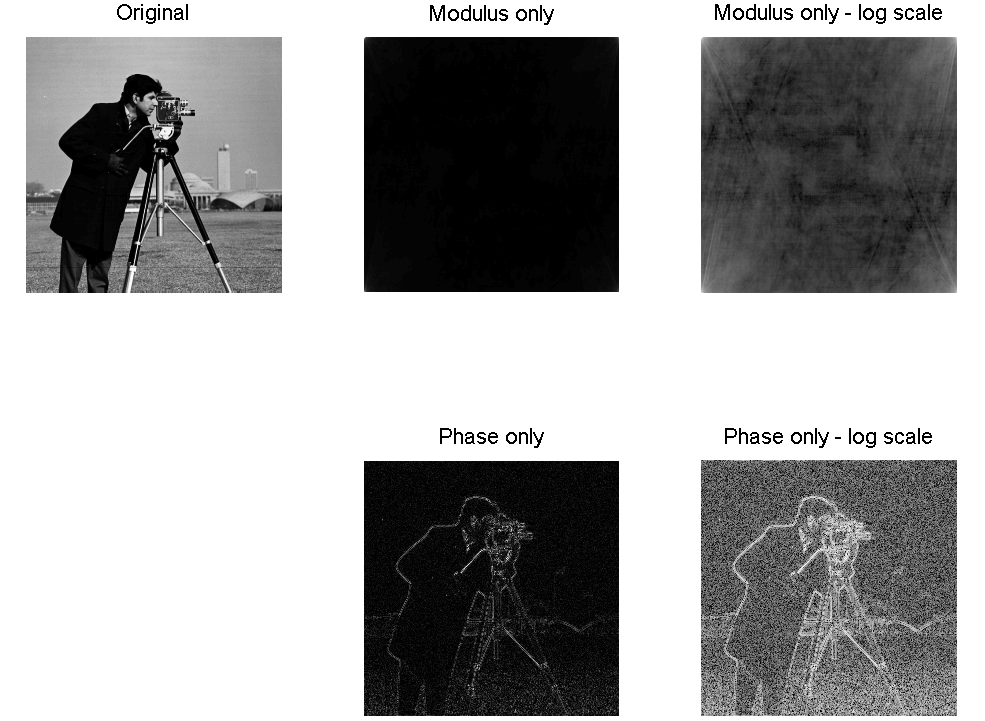 Original
Modulus only
Modulus only - log scale
Phase only
Phase only - log scale